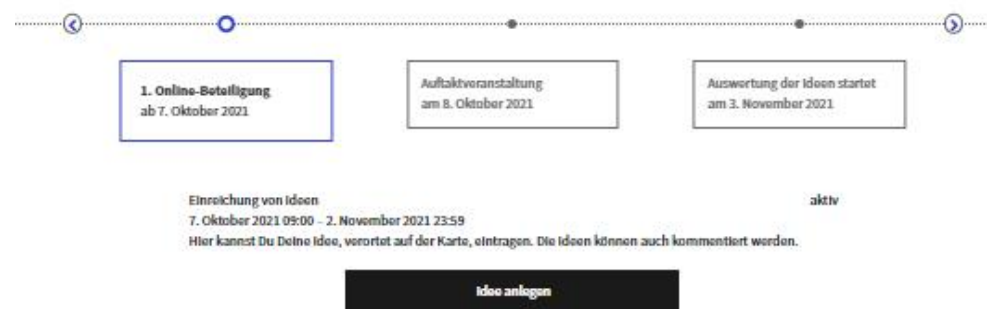 1. Online-Beteiligung
ab 7. Oktober 2021
Auftaktveranstaltung
am 8. Oktober 2021
Auswertung der Ideen startet
am 3. November 2021
Einreichung von Ideen
aktiv
7. Oktober 2021 09:00 – 2. November 2021 23:59
Hier kannst Du Deine Idee, verortet auf der Karte, eintragen. Die Ideen können auch kommentiert werden.
Idee anlegen